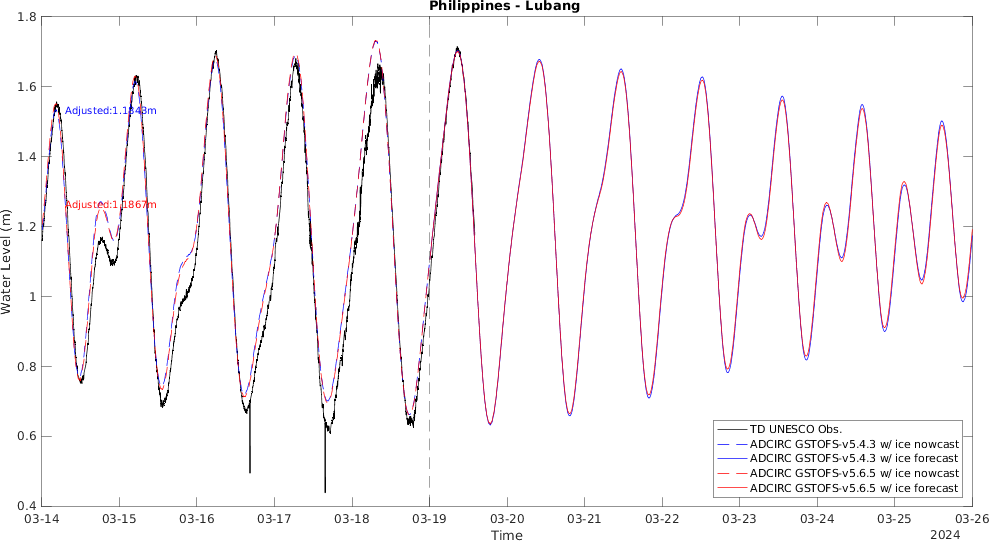 Philippines - Lubang
1.8
1.6
1.4
1.2
1
0.8
0.6
0.4
Water Level (m)
Adjusted:1.1343m
Adjusted:1.1867m
TD UNESCO Obs.
ADCIRC GSTOFS-v5.4.3 w/ ice nowcast
ADCIRC GSTOFS-v5.4.3 w/ ice forecast
ADCIRC GSTOFS-v5.6.5 w/ ice nowcast
ADCIRC GSTOFS-v5.6.5 w/ ice forecast
03-14 03-15 03-16 03-17 03-18 03-19 03-20 03-21 03-22 03-23 03-24 03-25 03-26
Time
2024